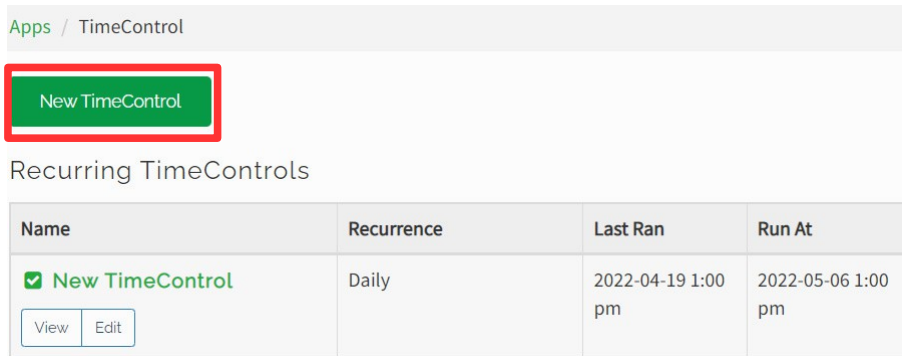 Apps / TimeControl
New TimeControl
Recurring TimeControls
Name Recurrence Last Ran Run At
New TimeControl Daily 2022-04-19 1:00 2022-05-06 1:00
pm pm
View Edit